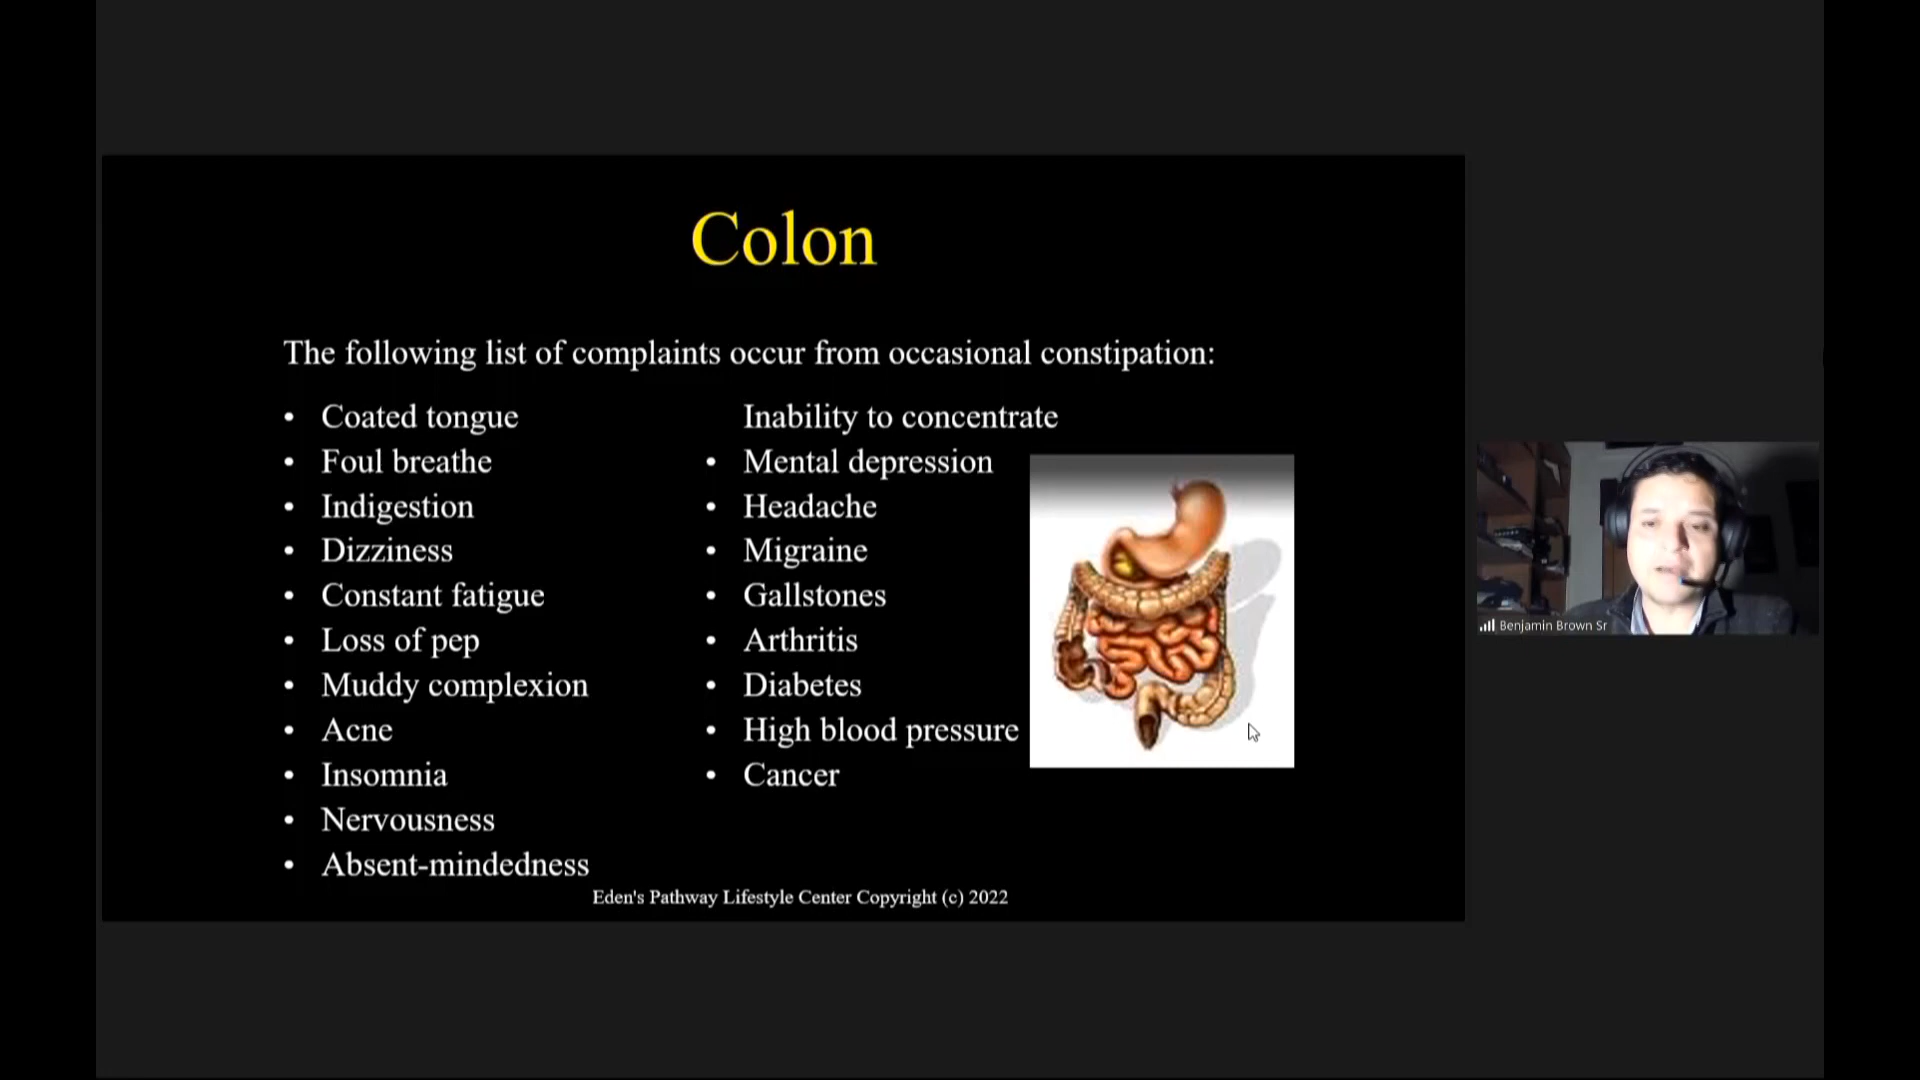 Colon
The following list of complaints occur from occasional constipation:
• Coated tongue
• Foul breathe
• Indigestion
• Dizziness
• Constant fatigue
• Loss of pep
• Muddy complexion
• Acne
• Insomnia
• Nervousness
• Absent-mindedness
Inability to concentrate
• Mental depression
• Headache
• Migraine
• Gallstones
• Arthritis
• Diabetes
• High blood pressure
• Cancer
Eden's Pathway Lifestyle Center Copyright (c) 2022
Benjamin Brown Sr